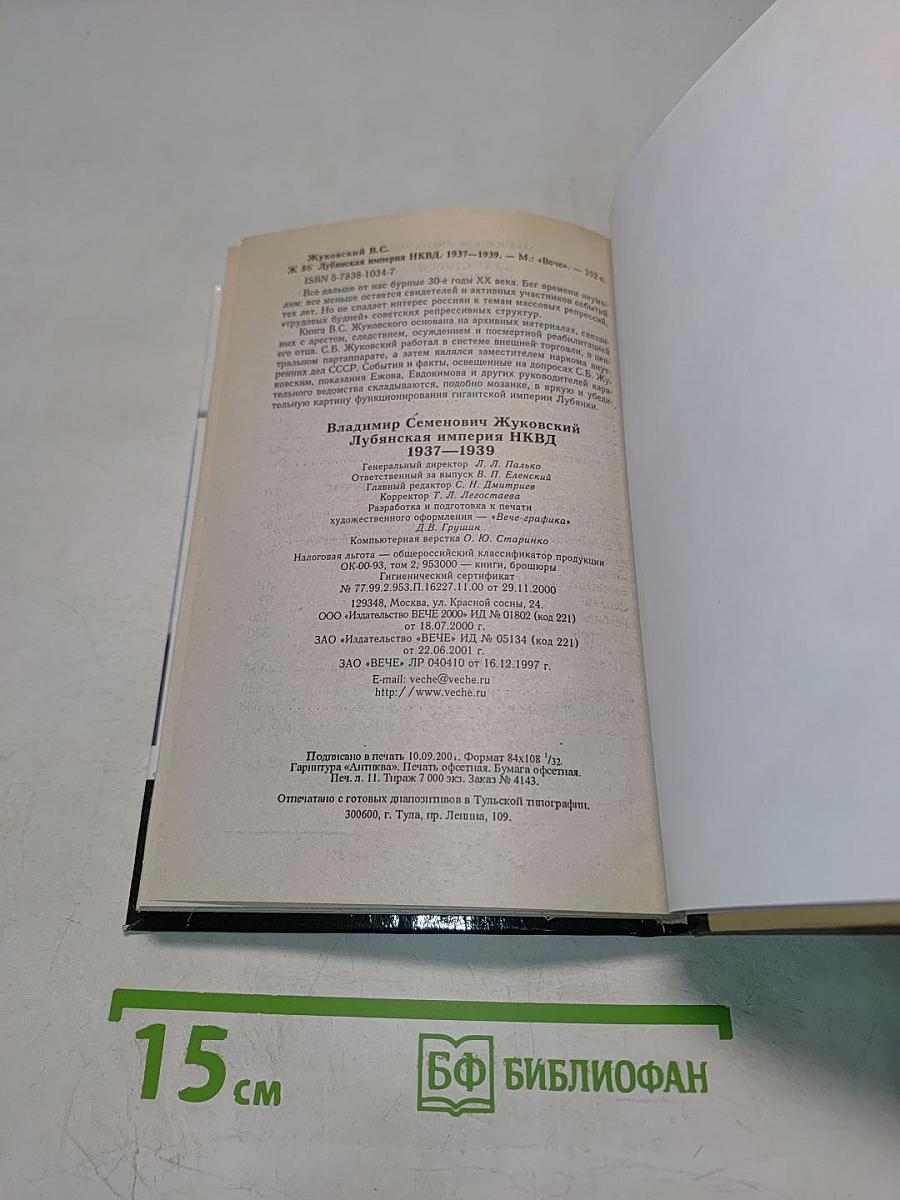 Жуковский В.С.
Ж 86 Лубянская империя НКВД. 1937—1939. — М.: «Вече», — 352 с.
ISBN 5-7838-1034-7
Все дальше от нас бурные 30-е годы XX века. Бег времени неумо-
лим: все меньше остается свидетелей и активных участников событий
тех лет. Но не спадает интерес россиян к темам массовых репрессий,
«трудовых будней» советских репрессивных структур.
Книга В.С. Жуковского основана на архивных материалах, связан-
ных с арестом, следствием, осуждением и посмертной реабилитацией
его отца. С.Б. Жуковский работал в системе внешней торговли, в цен-
тральном партаппарате, а затем являлся заместителем наркома внут-
ренних дел СССР. События и факты, освещенные на допросах С.Б. Жу-
ковским, показания Ежова, Евдокимова и других руководителей кара-
тельного ведомства складываются, подобно мозаике, в яркую и убеди-
тельную картину функционирования гигантской империи Лубянки.
Владимир Семенович Жуковский
Лубянская империя НКВД
1937—1939
Генеральный директор Л. Л. Палько
Ответственный за выпуск В. П. Еленский
Главный редактор С. Н. Дмитриев
Корректор Т. Л. Легостаева
Разработка и подготовка к печати
художественного оформления — «Вече-графика»
Д.В. Грушин
Компьютерная верстка О. Ю. Старинко
Налоговая льгота — общероссийский классификатор продукции
ОК-00-93, том 2; 953000 — книги, брошюры
Гигиенический сертификат
№ 77.99.2.953.П.16227.11.00 от 29.11.2000
129348, Москва, ул. Красной сосны, 24.
ООО «Издательство ВЕЧЕ 2000» ИД № 01802 (код 221)
от 18.07.2000 г.
ЗАО «Издательство «ВЕЧЕ» ИД № 05134 (код 221)
от 22.06.2001 г.
ЗАО «ВЕЧЕ» ЛР 040410 от 16.12.1997 г.
E-mail: veche@veche.ru
http://www.veche.ru
Подписано в печать 10.09.2001. Формат 84x108 1/32.
Гарнитура «Антиква». Печать офсетная. Бумага офсетная.
Печ. л. 11. Тираж 7 000 экз. Заказ № 4143.
Отпечатано с готовых диапозитивов в Тульской типографии.
300600, г. Тула, пр. Ленина, 109.
15 см
БФ БИБЛИОФАН